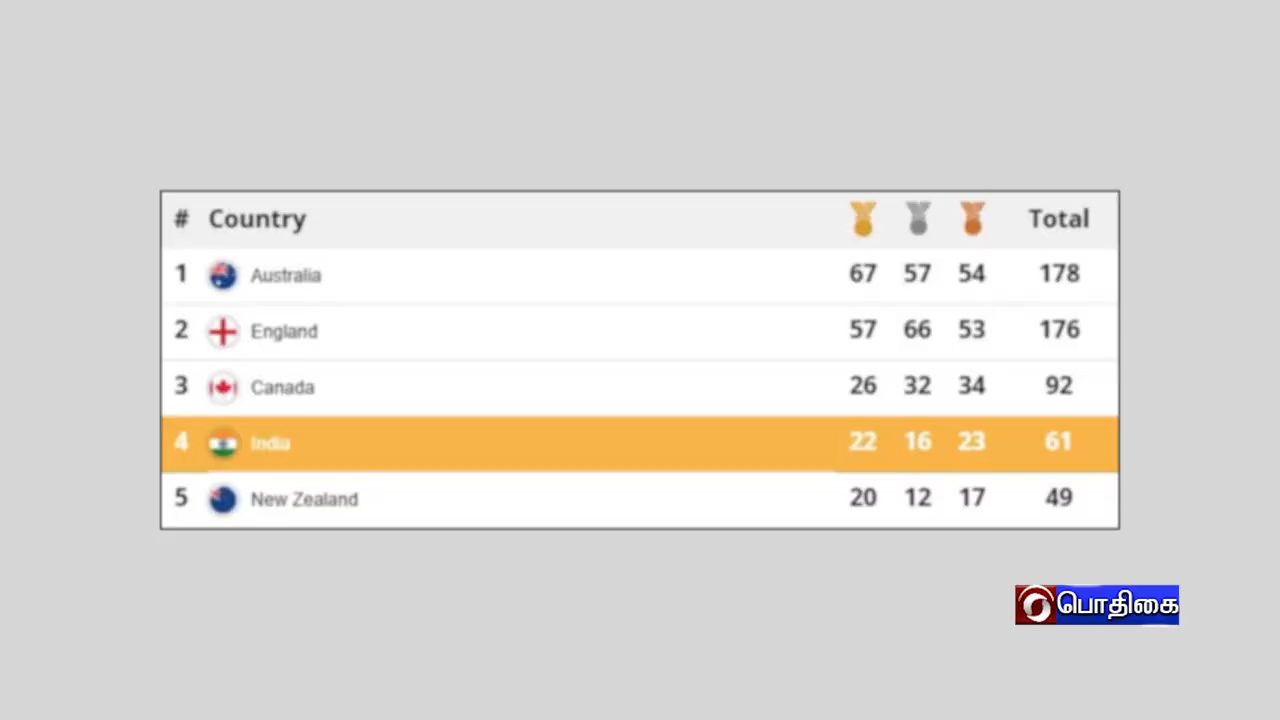 # Country Total
1 Australia 67 57 54 178
2 England 57 66 53 176
3 Canada 26 32 34 92
4 India 22 16 23 61
5 New Zealand 20 12 17 49
பொதிகை